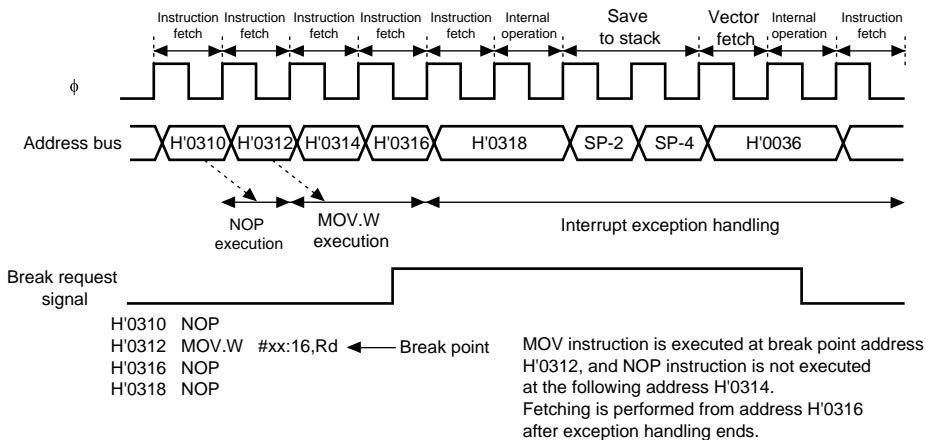 Instruction fetch
Instruction fetch
Instruction fetch
Instruction fetch
Instruction fetch
Internal operation
Save to stack
Vector fetch
Internal operation
Instruction fetch
φ
Address bus
H'0310
H'0312
H'0314
H'0316
H'0318
SP-2
SP-4
H'0036
NOP execution
MOV.W execution
Interrupt exception handling
Break request signal
H'0310 NOP
H'0312 MOV.W #xx:16,Rd
Break point
H'0316 NOP
H'0318 NOP
MOV instruction is executed at break point address
H'0312, and NOP instruction is not executed
at the following address H'0314.
Fetching is performed from address H'0316
after exception handling ends.